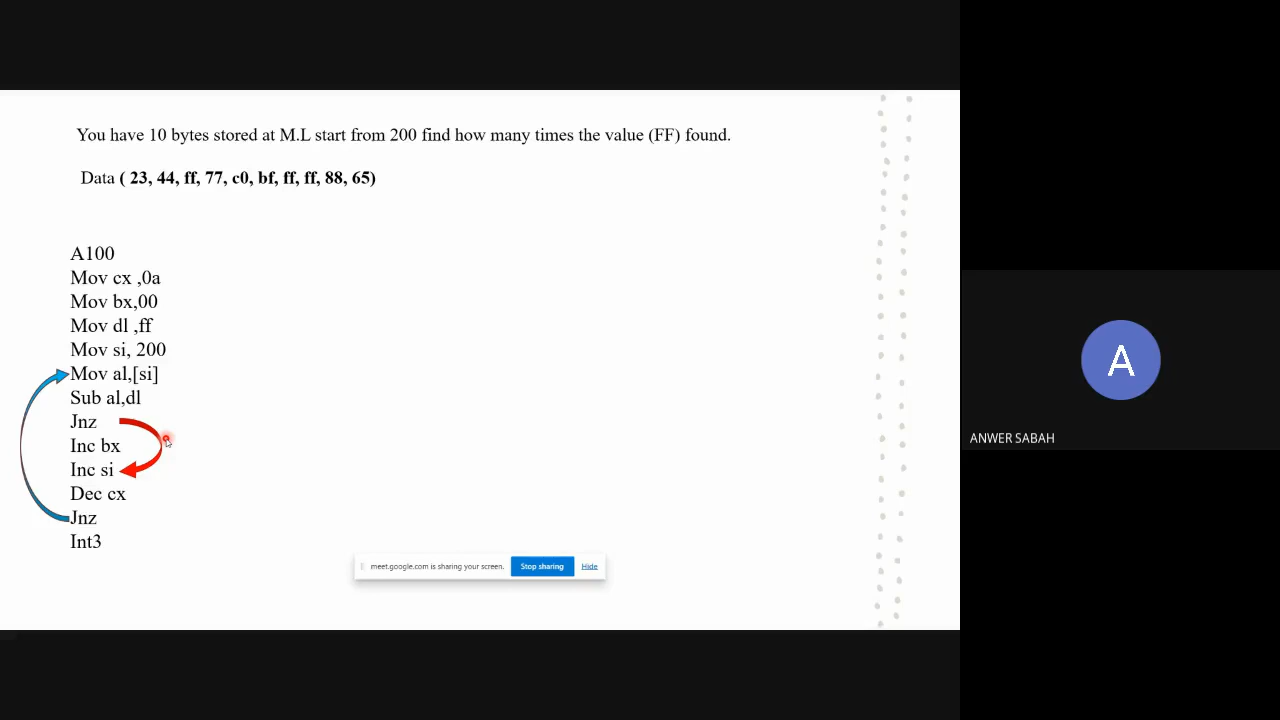 You have 10 bytes stored at M.L start from 200 find how many times the value (FF) found.
Data ( 23, 44, ff, 77, c0, bf, ff, ff, 88, 65)
A100
Mov cx ,0a
Mov bx,00
Mov dl ,ff
Mov si, 200
Mov al,[si]
Sub al,dl
Jnz
Inc bx
Inc si
Dec cx
Jnz
Int3
meet.google.com is sharing your screen. Stop sharing Hide
A
ANWER SABAH